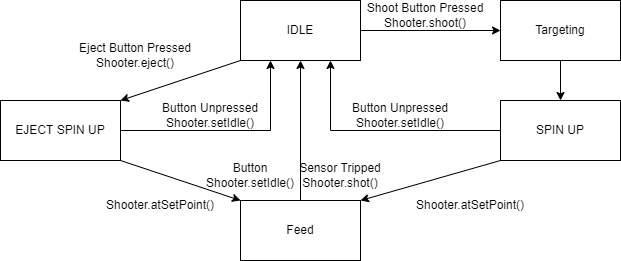 Shoot Button Pressed
Shooter.shoot()
IDLE
Targeting
Eject Button Pressed
Shooter.eject()
Button Unpressed
Shooter.setIdle()
Button Unpressed
Shooter.setIdle()
EJECT SPIN UP
SPIN UP
Button
Shooter.setIdle()
Sensor Tripped
Shooter.shot()
Shooter.atSetPoint()
Shooter.atSetPoint()
Feed